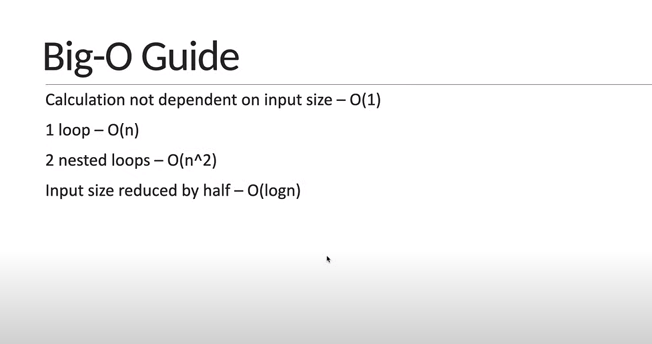 Big-O Guide
Calculation not dependent on input size – O(1)
1 loop – O(n)
2 nested loops – O(n^2)
Input size reduced by half – O(logn)